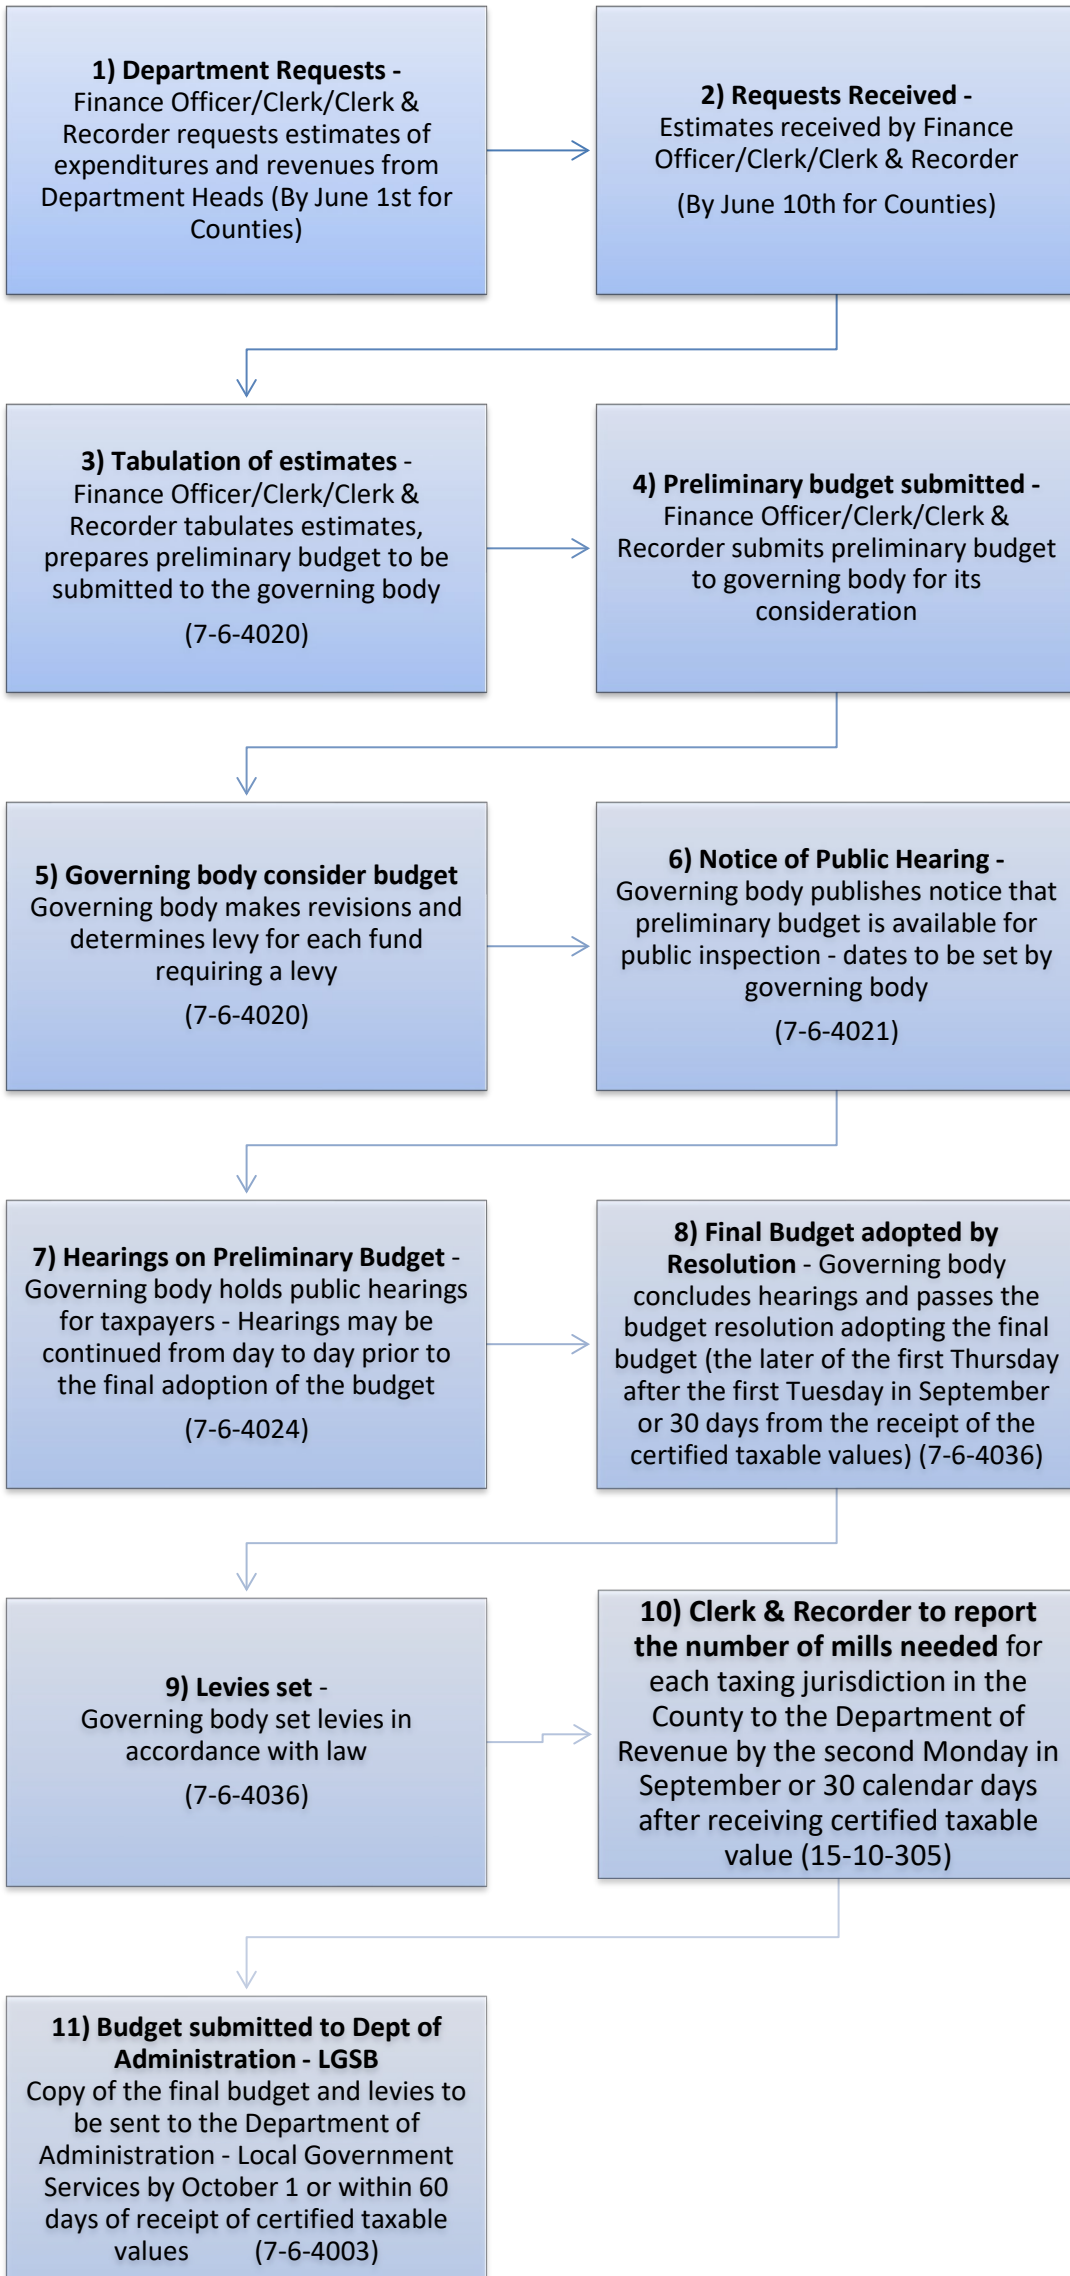 1) Department Requests -
Finance Officer/Clerk/Clerk &
Recorder requests estimates of
expenditures and revenues from
Department Heads (By June 1st for
Counties)
2) Requests Received -
Estimates received by Finance
Officer/Clerk/Clerk & Recorder
(By June 10th for Counties)
3) Tabulation of estimates -
Finance Officer/Clerk/Clerk &
Recorder tabulates estimates,
prepares preliminary budget to be
submitted to the governing body
(7-6-4020)
4) Preliminary budget submitted -
Finance Officer/Clerk/Clerk &
Recorder submits preliminary budget
to governing body for its
consideration
5) Governing body consider budget
Governing body makes revisions and
determines levy for each fund
requiring a levy
(7-6-4020)
6) Notice of Public Hearing -
Governing body publishes notice that
preliminary budget is available for
public inspection - dates to be set by
governing body
(7-6-4021)
7) Hearings on Preliminary Budget -
Governing body holds public hearings
for taxpayers - Hearings may be
continued from day to day prior to
the final adoption of the budget
(7-6-4024)
8) Final Budget adopted by
Resolution - Governing body
concludes hearings and passes the
budget resolution adopting the final
budget (the later of the first Thursday
after the first Tuesday in September
or 30 days from the receipt of the
certified taxable values) (7-6-4036)
9) Levies set -
Governing body set levies in
accordance with law
(7-6-4036)
10) Clerk & Recorder to report
the number of mills needed for
each taxing jurisdiction in the
County to the Department of
Revenue by the second Monday in
September or 30 calendar days
after receiving certified taxable
value (15-10-305)
11) Budget submitted to Dept of
Administration - LGSB
Copy of the final budget and levies to
be sent to the Department of
Administration - Local Government
Services by October 1 or within 60
days of receipt of certified taxable
values (7-6-4003)